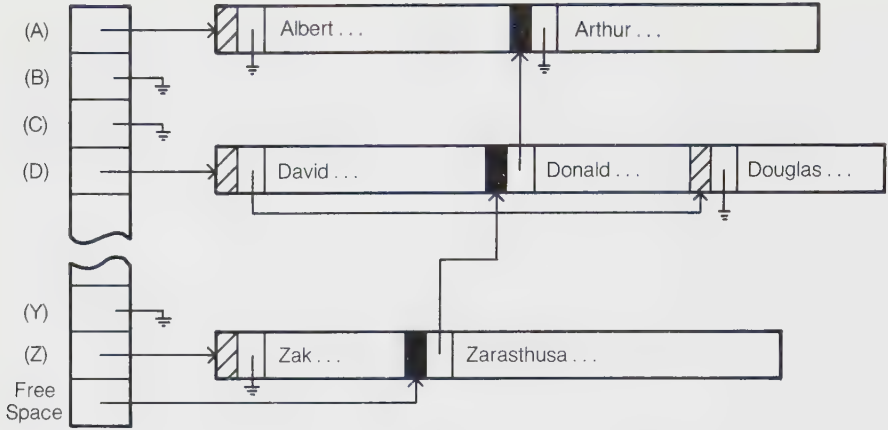 (A)
Albert . . .
Arthur . . .
(B)
(C)
(D)
David . . .
Donald . . .
Douglas . . .
(Y)
(Z)
Zak . . .
Zarasthusa . . .
Free
Space